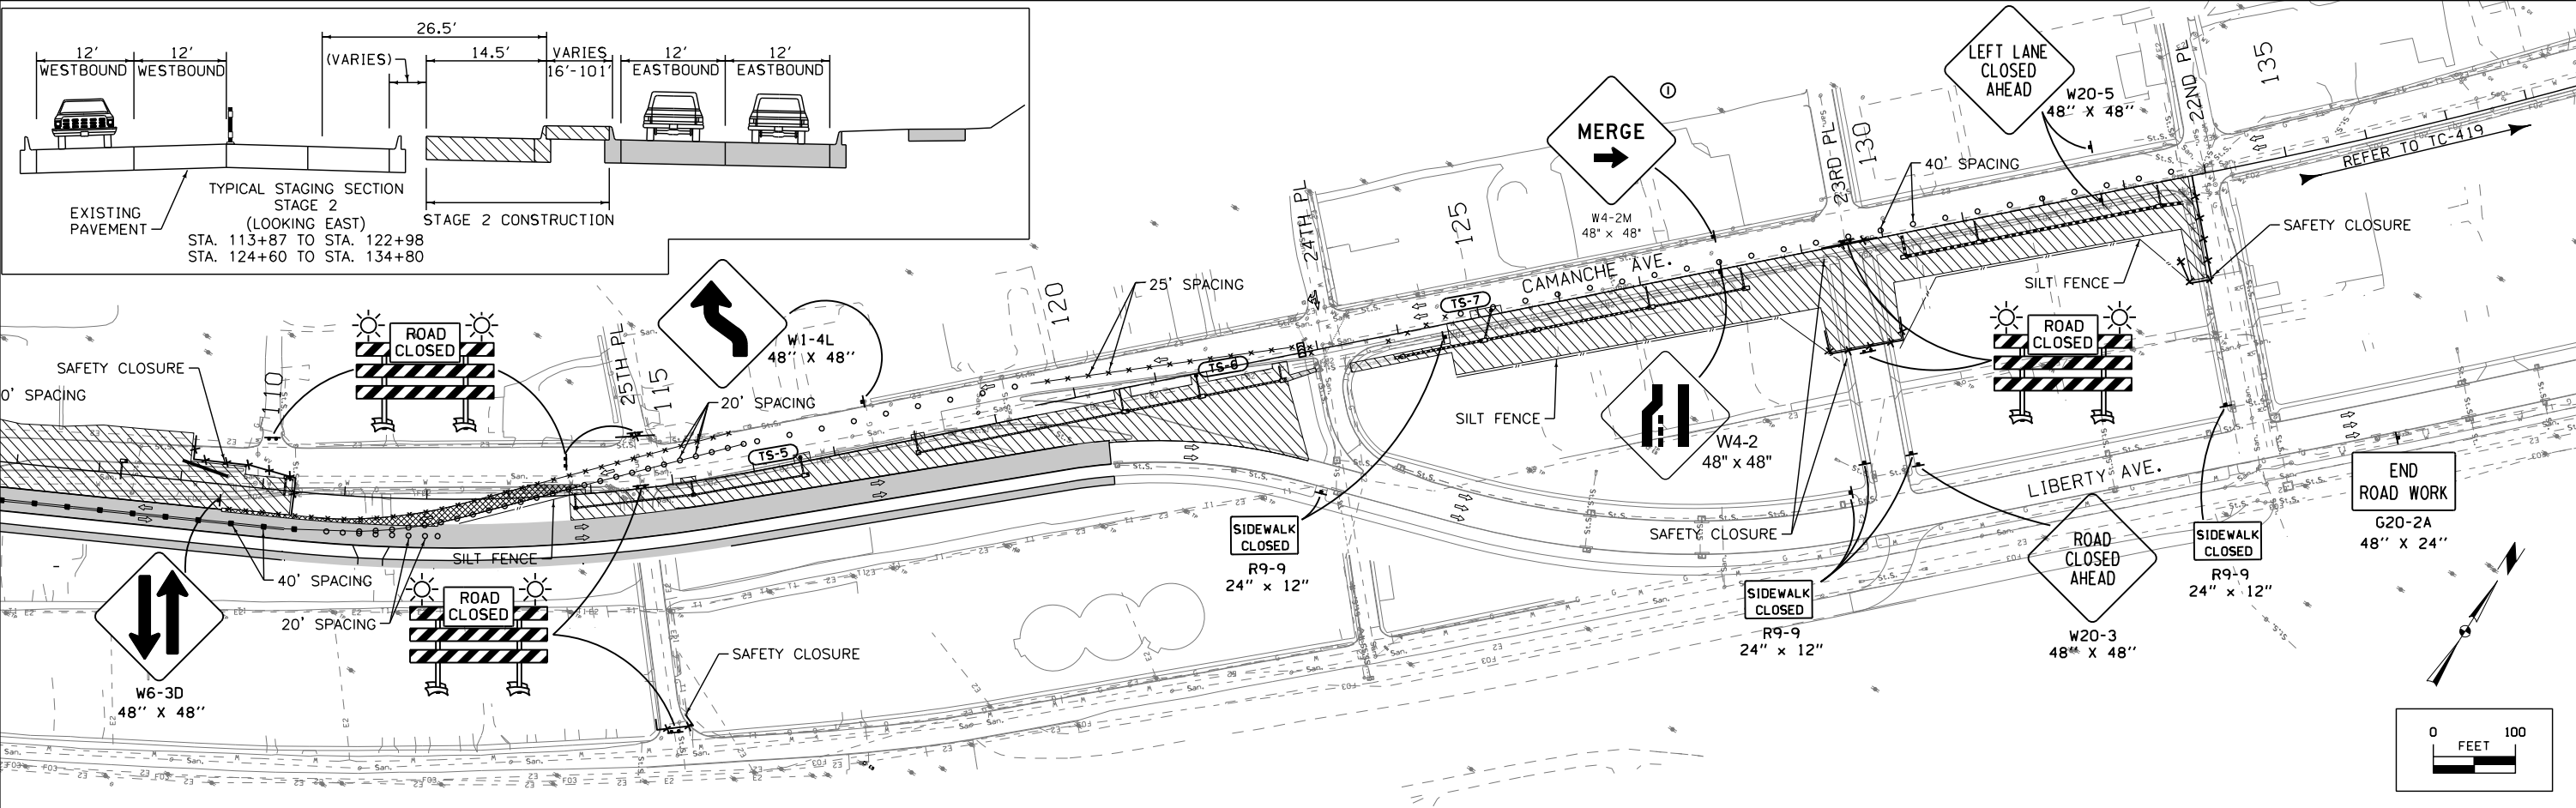 26.5'
12'
12'
(VARIES)
14.5'
VARIES
12'
12'
WESTBOUND
WESTBOUND
16'-101'
EASTBOUND
EASTBOUND
TYPICAL STAGING SECTION
STAGE 2
(LOOKING EAST)
STA. 113+87 TO STA. 122+98
STA. 124+60 TO STA. 134+80
EXISTING
PAVEMENT
STAGE 2 CONSTRUCTION
LEFT LANE
CLOSED
AHEAD
W20-5
48'' X 48''
22ND PL
135
REFER TO TC-419
MERGE
W4-2M
48" x 48"
23RD PL
130
40' SPACING
SAFETY CLOSURE
SILT FENCE
24TH PL
125
CAMANCHE AVE.
TS-7
120
25' SPACING
TS-6
W1-4L
48'' X 48''
20' SPACING
TS-5
25TH PL
115
ROAD
CLOSED
110
SAFETY CLOSURE
0' SPACING
SILT FENCE
W4-2
48" x 48"
ROAD
CLOSED
SAFETY CLOSURE
LIBERTY AVE.
END
ROAD WORK
G20-2A
48'' X 24''
SIDEWALK
CLOSED
R9-9
24'' x 12''
SIDEWALK
CLOSED
R9-9
24'' x 12''
ROAD
CLOSED
AHEAD
W20-3
48'' X 48''
SIDEWALK
CLOSED
R9-9
24'' x 12''
SILT FENCE
40' SPACING
20' SPACING
ROAD
CLOSED
SAFETY CLOSURE
W6-3D
48'' X 48''
0
100
FEET